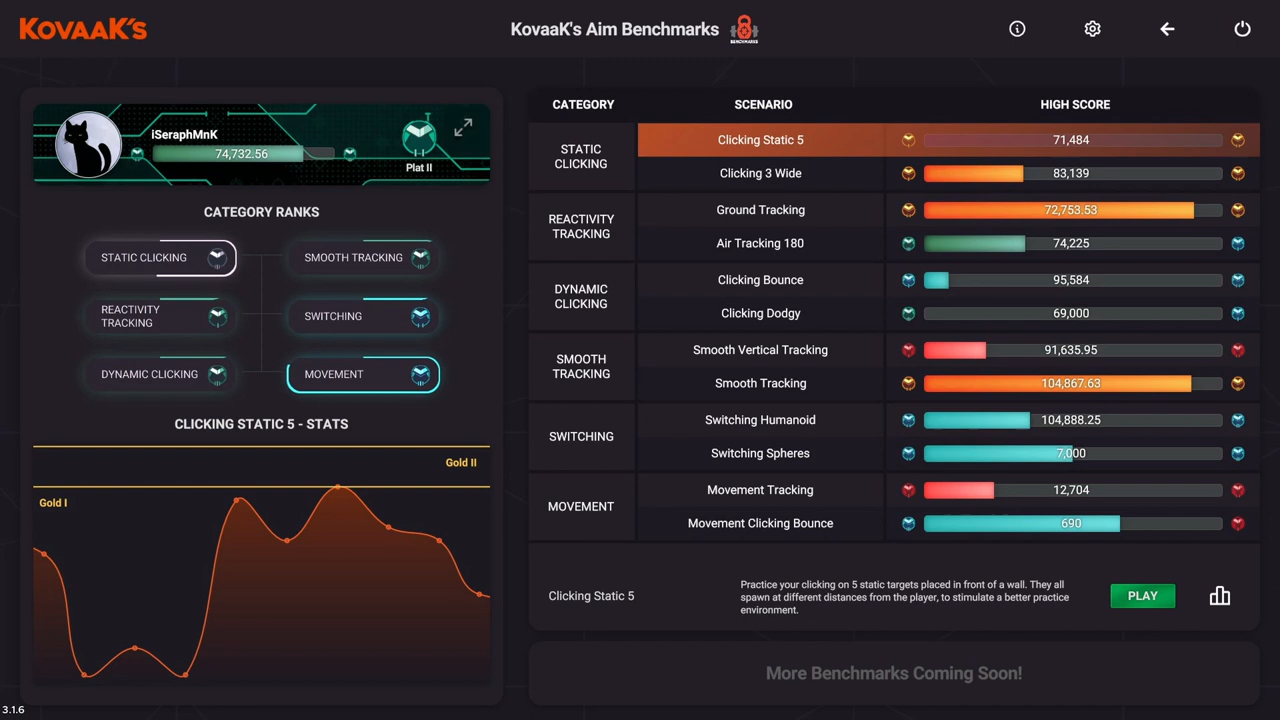 KOVAAK'S
KovaaK's Aim Benchmarks
BENCHMARKS
iSeraphMnK
74,732.56
Plat II
CATEGORY RANKS
STATIC CLICKING
SMOOTH TRACKING
REACTIVITY
TRACKING
SWITCHING
DYNAMIC CLICKING
MOVEMENT
CLICKING STATIC 5 - STATS
Gold II
Gold I
CATEGORY SCENARIO HIGH SCORE
STATIC
CLICKING
Clicking Static 5 71,484
Clicking 3 Wide 83,139
REACTIVITY
TRACKING
Ground Tracking 72,753.53
Air Tracking 180 74,225
DYNAMIC
CLICKING
Clicking Bounce 95,584
Clicking Dodgy 69,000
SMOOTH
TRACKING
Smooth Vertical Tracking 91,635.95
Smooth Tracking 104,867.63
SWITCHING
Switching Humanoid 104,888.25
Switching Spheres 7,000
MOVEMENT
Movement Tracking 12,704
Movement Clicking Bounce 690
Clicking Static 5
Practice your clicking on 5 static targets placed in front of a wall. They all
spawn at different distances from the player, to stimulate a better practice
environment.
PLAY
More Benchmarks Coming Soon!
3.1.6